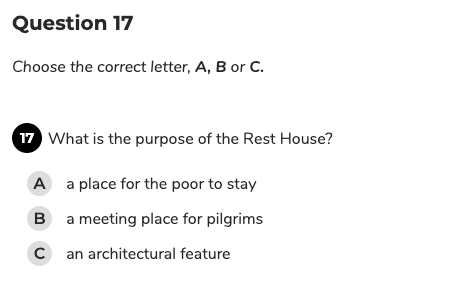 Question 17
Choose the correct letter, A, B or C.
17 What is the purpose of the Rest House?
A a place for the poor to stay
B a meeting place for pilgrims
C an architectural feature